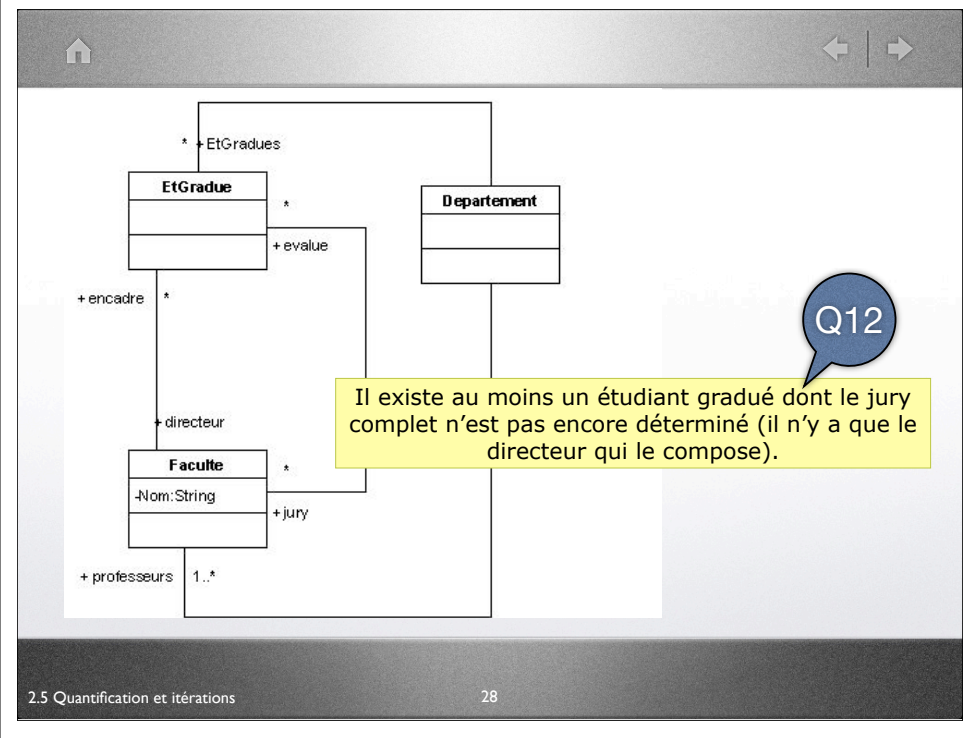 * + EtGradues
EtGradue
*
Departement
+ evalue
+ encadre *
Q12
Il existe au moins un étudiant gradué dont le jury
complet n'est pas encore déterminé (il n'y a que le
directeur qui le compose).
+ directeur
Faculte
*
-Nom:String
+ jury
+ professeurs 1..*
2.5 Quantification et itérations
28